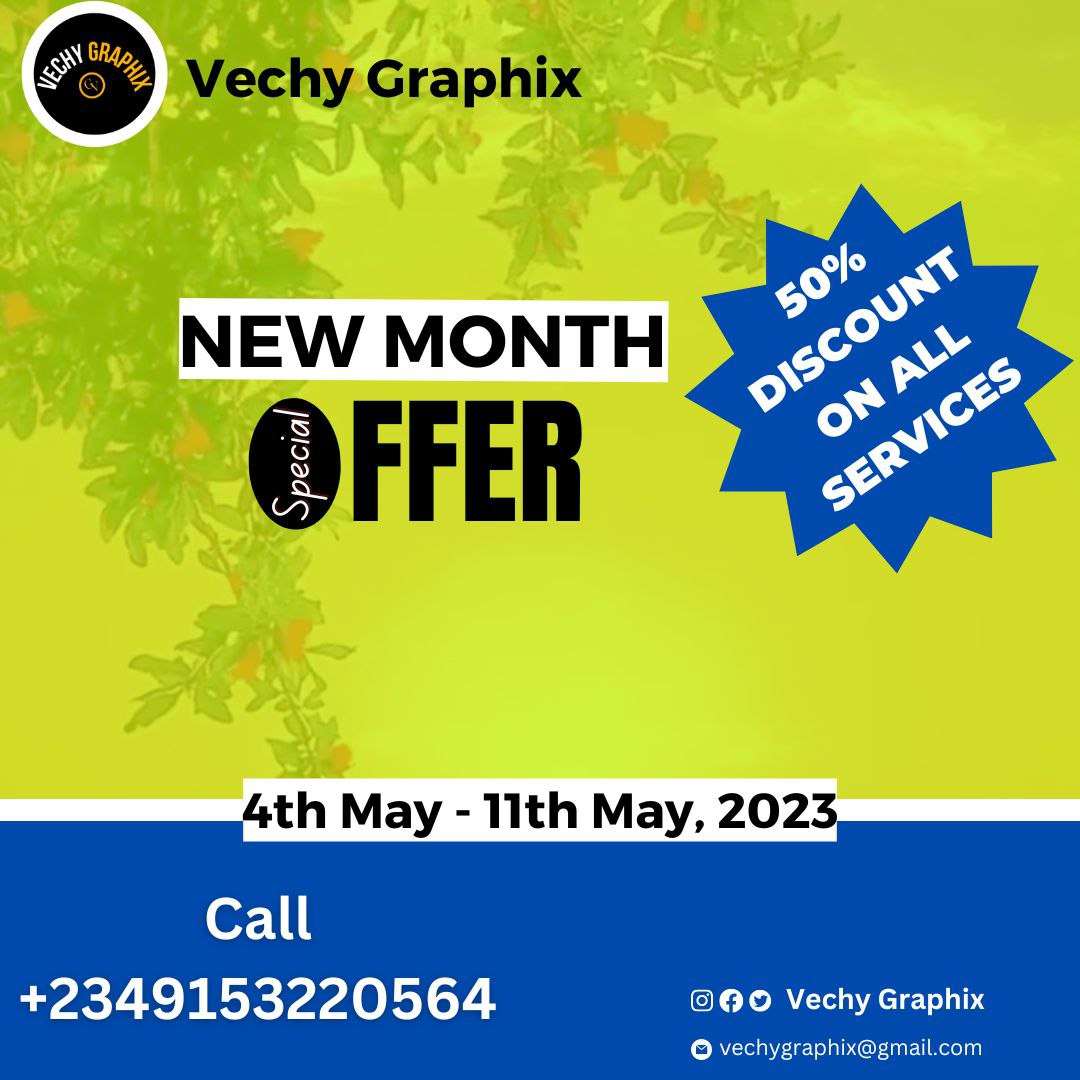 VECHY GRAPHIX
Vechy Graphix
NEW MONTH
Special
OFFER
50%
DISCOUNT
ON ALL
SERVICES
4th May - 11th May, 2023
Call
+2349153220564
Vechy Graphix
vechygraphix@gmail.com